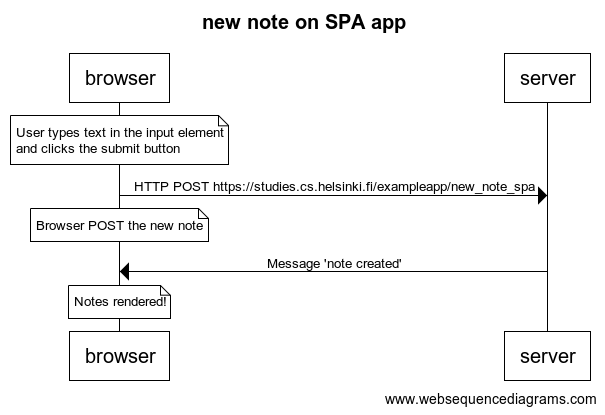 new note on SPA app
browser
server
User types text in the input element
and clicks the submit button
HTTP POST https://studies.cs.helsinki.fi/exampleapp/new_note_spa
Browser POST the new note
Message 'note created'
Notes rendered!
browser
server
www.websequencediagrams.com